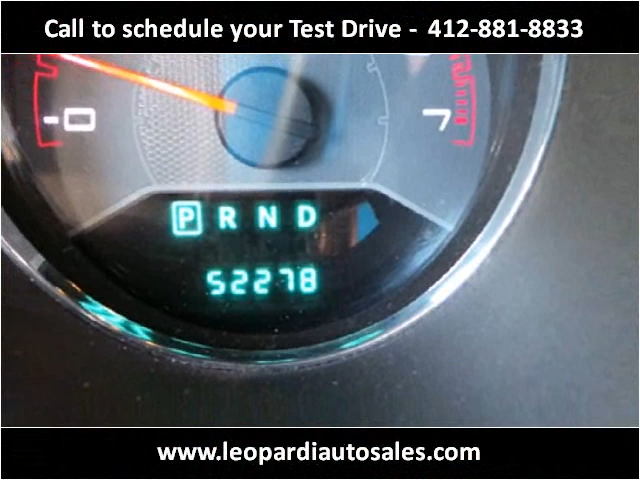 Call to schedule your Test Drive - 412-881-8833
0 7
P R N D
52278
www.leopardiautosales.com